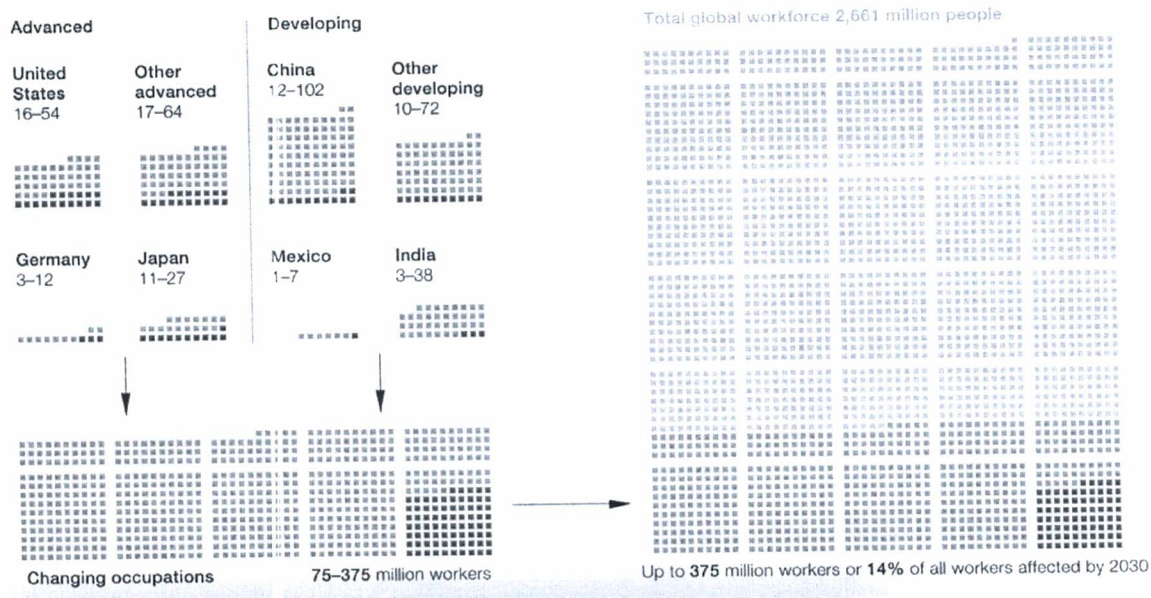 Advanced
Developing
United
States
16–54
Other
advanced
17–64
China
12–102
Other
developing
10–72
Germany
3–12
Japan
11–27
Mexico
1–7
India
3–38
Changing occupations
75–375 million workers
Total global workforce 2,661 million people
Up to 375 million workers or 14% of all workers affected by 2030